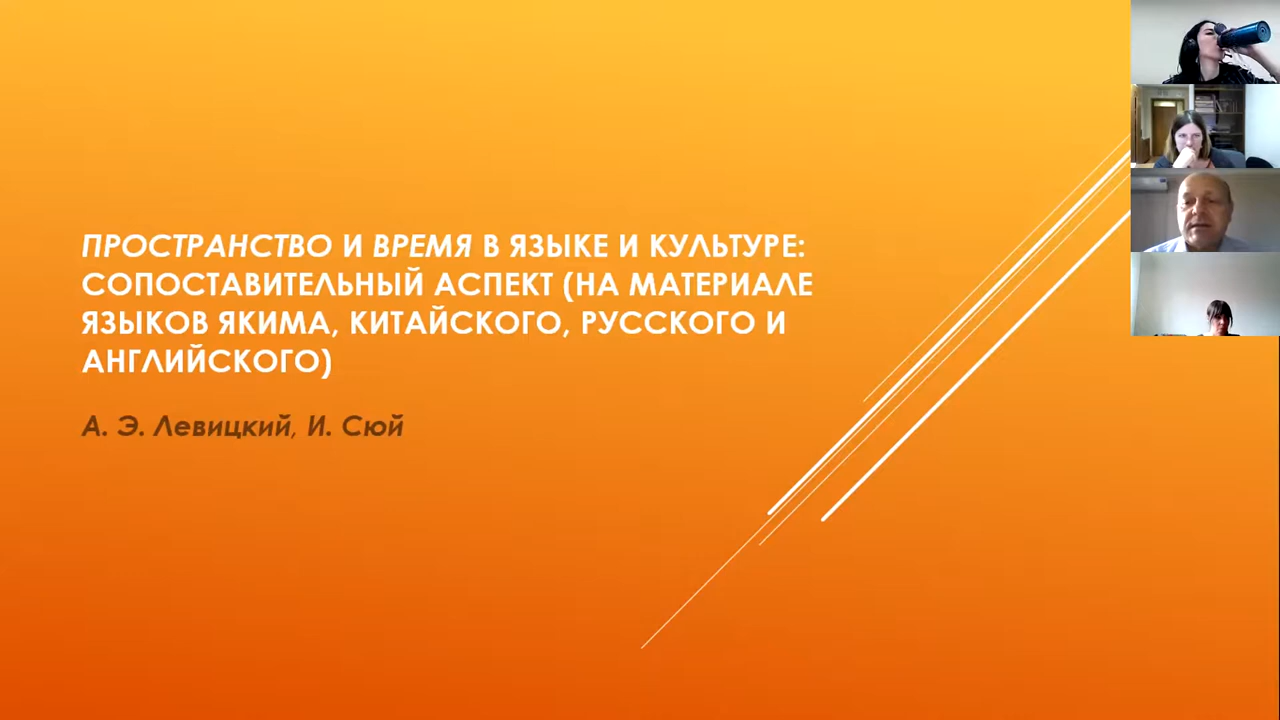 ПРОСТРАНСТВО И ВРЕМЯ В ЯЗЫКЕ И КУЛЬТУРЕ:
СОПОСТАВИТЕЛЬНЫЙ АСПЕКТ (НА МАТЕРИАЛЕ
ЯЗЫКОВ ЯКИМА, КИТАЙСКОГО, РУССКОГО И
АНГЛИЙСКОГО)
А. Э. Левицкий, И. Сюй